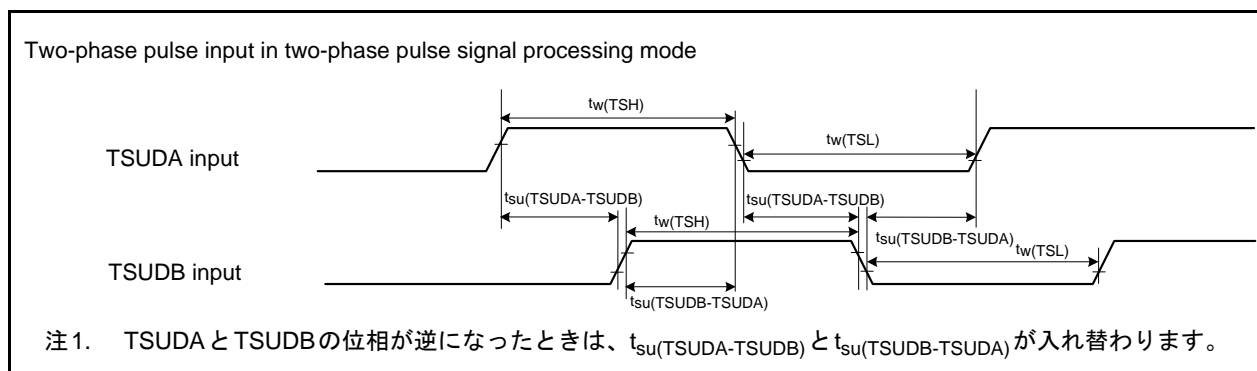 Two-phase pulse input in two-phase pulse signal processing mode
tw(TSH)
TSUDA input
tw(TSL)
tsu(TSUDA-TSUDB)
tsu(TSUDA-TSUDB)
tw(TSH)
tsu(TSUDB-TSUDA)
tw(TSL)
TSUDB input
tsu(TSUDB-TSUDA)
注1. TSUDAとTSUDBの位相が逆になったときは、tsu(TSUDA-TSUDB)とtsu(TSUDB-TSUDA)が入れ替わります。